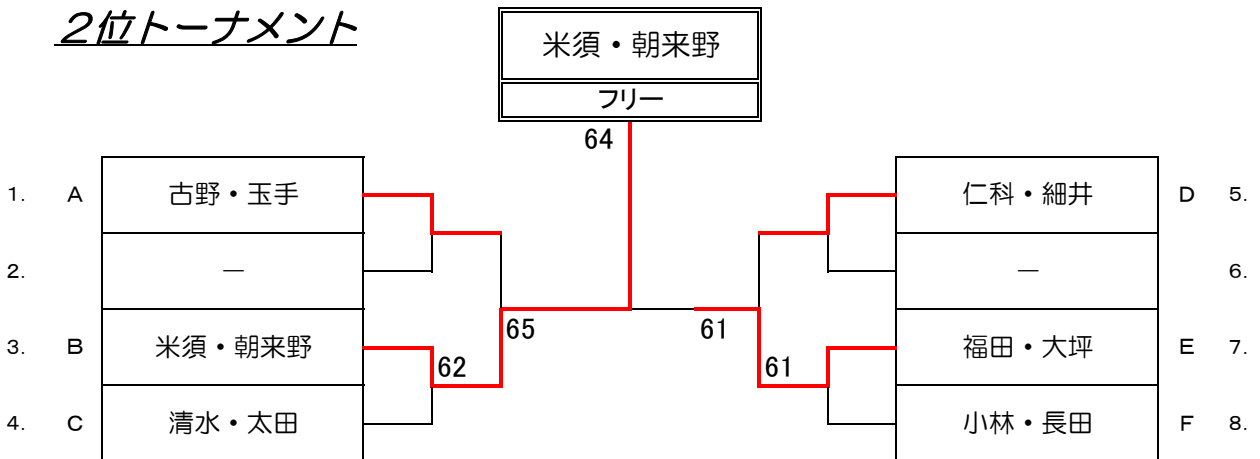 2位トーナメント
米須・朝来野
フリー
64
1. A 古野・玉手
仁科・細井 D 5.
2. －
－ 6.
65
61
3. B 米須・朝来野
62
61
福田・大坪 E 7.
4. C 清水・太田
小林・長田 F 8.